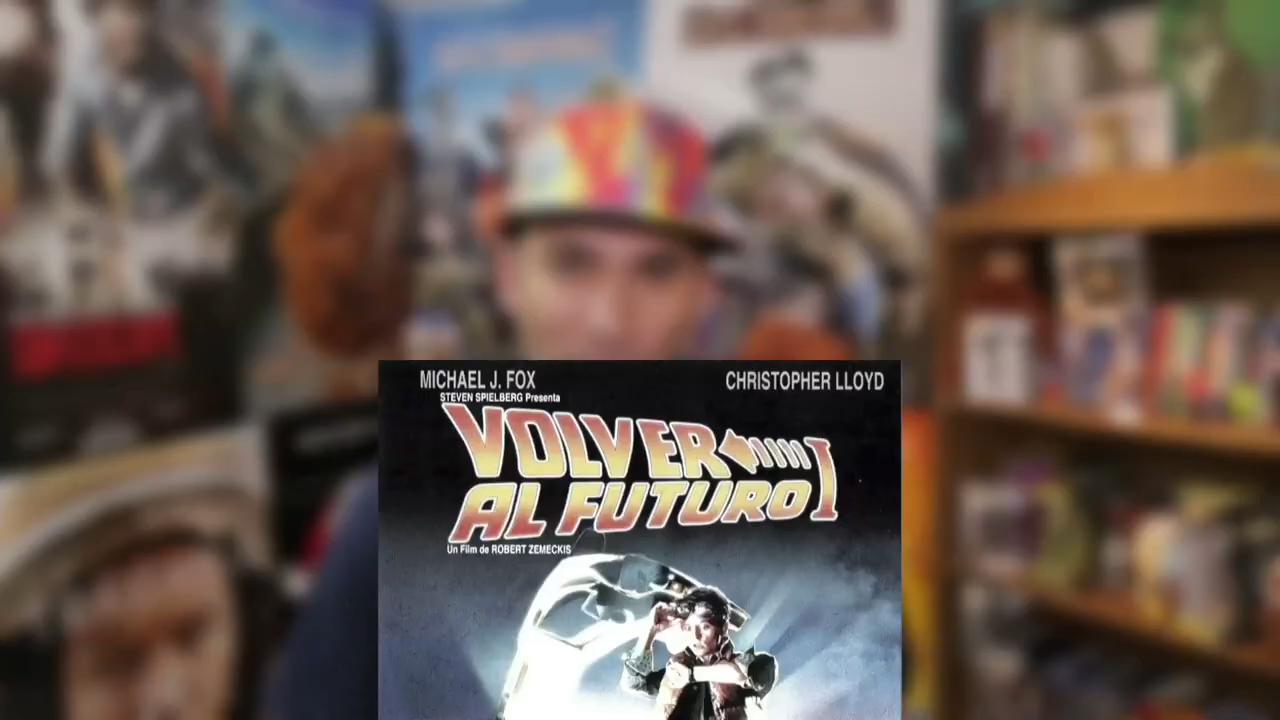 MICHAEL J. FOX
CHRISTOPHER LLOYD
STEVEN SPIELBERG Presenta
VOLVER
AL FUTURO I
Un Film de ROBERT ZEMECKIS